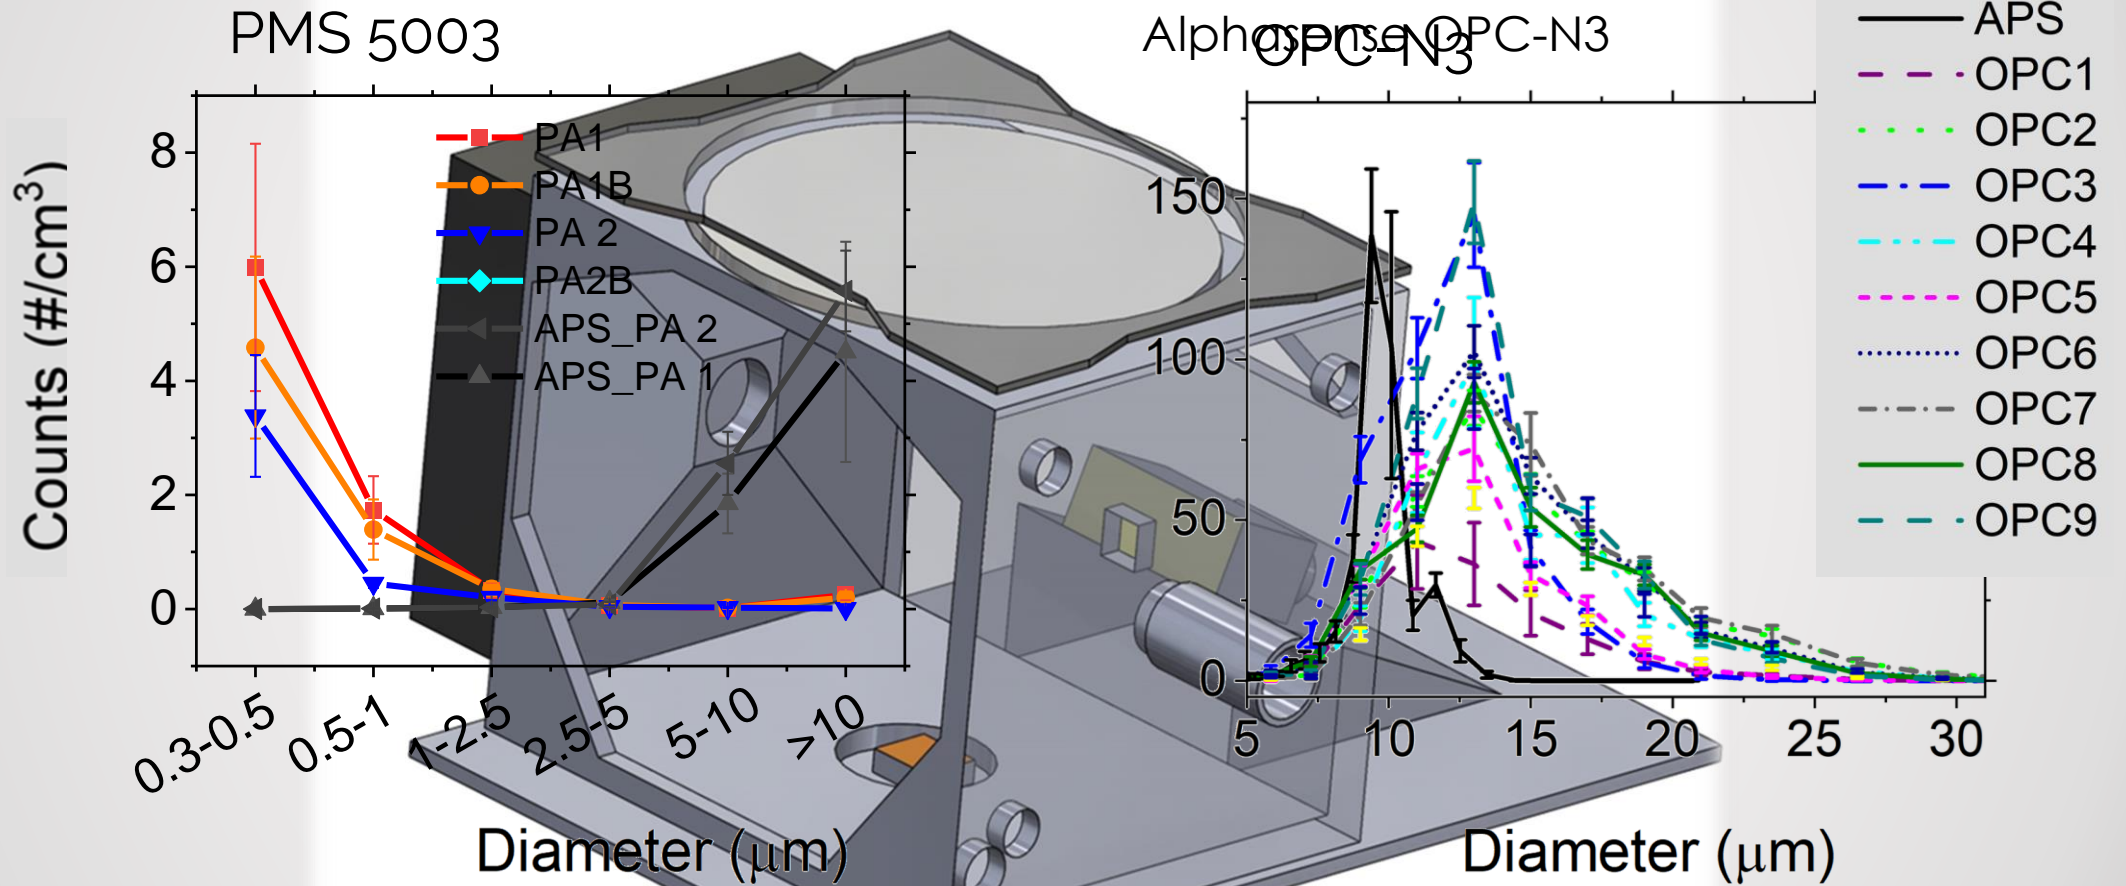 PMS 5003
Alphasense OPC-N3
OPC-N3
Counts (#/cm³)
8
6
4
2
0
PA1
PA1B
PA 2
PA2B
APS_PA 2
APS_PA 1
0.3-0.5
0.5-1
1-2.5
2.5-5
5-10
>10
Diameter (μm)
150
100
50
0
5
10
15
20
25
30
Diameter (μm)
APS
OPC1
OPC2
OPC3
OPC4
OPC5
OPC6
OPC7
OPC8
OPC9